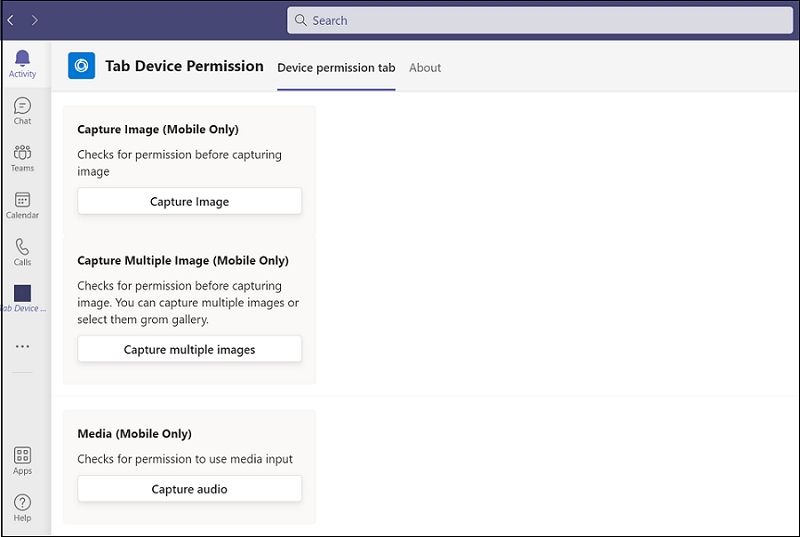 Search
Activity
Chat
Teams
Calendar
Calls
Tab Device ...
Apps
Help
Tab Device Permission
Device permission tab
About
Capture Image (Mobile Only)
Checks for permission before capturing
image
Capture Image
Capture Multiple Image (Mobile Only)
Checks for permission before capturing
image. You can capture multiple images or
select them grom gallery.
Capture multiple images
Media (Mobile Only)
Checks for permission to use media input
Capture audio